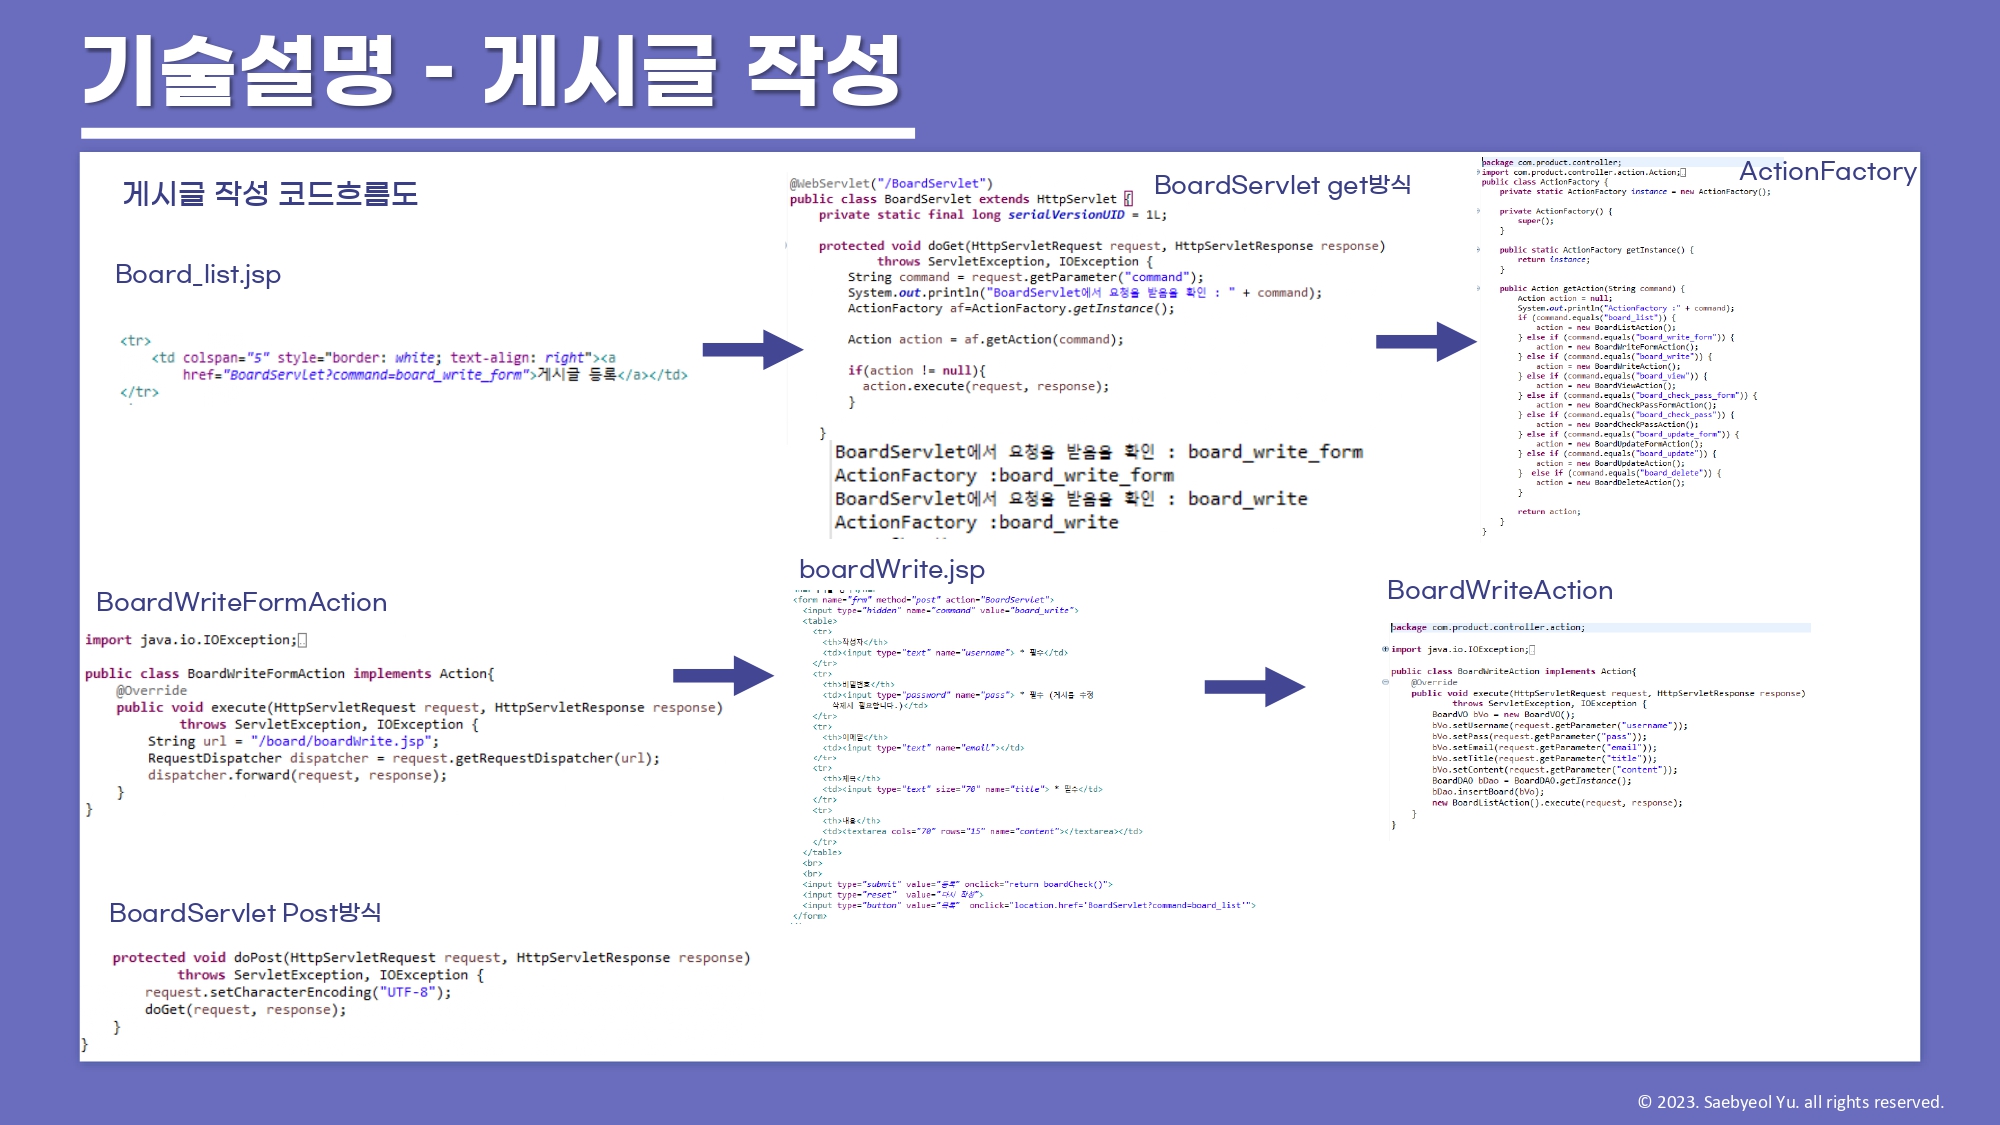 기술설명 - 게시글 작성
게시글 작성 코드흐름도
Board_list.jsp
<tr>
<td colspan="5" style="border: white; text-align: right"><a
href="BoardServlet?command=board_write_form">게시글 등록</a></td>
</tr>
BoardServlet get방식
@WebServlet("/BoardServlet")
public class BoardServlet extends HttpServlet {
private static final long serialVersionUID = 1L;
protected void doGet(HttpServletRequest request, HttpServletResponse response)
throws ServletException, IOException {
String command = request.getParameter("command");
System.out.println("BoardServlet에서 요청을 받음을 확인 : " + command);
ActionFactory af=ActionFactory.getInstance();
Action action = af.getAction(command);
if(action != null){
action.execute(request, response);
}
}
BoardServlet에서 요청을 받음을 확인 : board_write_form
ActionFactory :board_write_form
BoardServlet에서 요청을 받음을 확인 : board_write
ActionFactory :board_write
ActionFactory
package com.product.controller;
import com.product.controller.action.Action;
public class ActionFactory {
private static ActionFactory instance = new ActionFactory();
private ActionFactory() {
super();
}
public static ActionFactory getInstance() {
return instance;
}
public Action getAction(String command) {
Action action = null;
System.out.println("ActionFactory :" + command);
if (command.equals("board_list")) {
action = new BoardListAction();
} else if (command.equals("board_write_form")) {
action = new BoardWriteFormAction();
} else if (command.equals("board_write")) {
action = new BoardWriteAction();
} else if (command.equals("board_view")) {
action = new BoardViewAction();
} else if (command.equals("board_check_pass_form")) {
action = new BoardCheckPassFormAction();
} else if (command.equals("board_check_pass")) {
action = new BoardCheckPassAction();
} else if (command.equals("board_update_form")) {
action = new BoardUpdateFormAction();
} else if (command.equals("board_update")) {
action = new BoardUpdateAction();
} else if (command.equals("board_delete")) {
action = new BoardDeleteAction();
}
return action;
}
}
BoardWriteFormAction
import java.io.IOException;
public class BoardWriteFormAction implements Action{
@Override
public void execute(HttpServletRequest request, HttpServletResponse response)
throws ServletException, IOException {
String url = "/board/boardWrite.jsp";
RequestDispatcher dispatcher = request.getRequestDispatcher(url);
dispatcher.forward(request, response);
}
}
boardWrite.jsp
<form name="frm" method="post" action="BoardServlet">
<input type="hidden" name="command" value="board_write">
<table>
<tr>
<th>작성자</th>
<td><input type="text" name="username"> * 필수</td>
</tr>
<tr>
<th>비밀번호</th>
<td><input type="password" name="pass"> * 필수 (게시물 수정
삭제시 필요합니다.)</td>
</tr>
<tr>
<th>이메일</th>
<td><input type="text" name="email"></td>
</tr>
<tr>
<th>제목</th>
<td><input type="text" size="70" name="title"> * 필수</td>
</tr>
<tr>
<th>내용</th>
<td><textarea cols="70" rows="15" name="content"></textarea></td>
</tr>
</table>
<br>
<br>
<input type="submit" value="등록" onclick="return boardCheck()">
<input type="reset" value="다시 작성">
<input type="button" value="목록" onclick="location.href='BoardServlet?command=board_list'">
</form>
BoardWriteAction
package com.product.controller.action;
import java.io.IOException;
public class BoardWriteAction implements Action{
@Override
public void execute(HttpServletRequest request, HttpServletResponse response)
throws ServletException, IOException {
BoardVO bVo = new BoardVO();
bVo.setUsername(request.getParameter("username"));
bVo.setPass(request.getParameter("pass"));
bVo.setEmail(request.getParameter("email"));
bVo.setTitle(request.getParameter("title"));
bVo.setContent(request.getParameter("content"));
BoardDAO bDao = BoardDAO.getInstance();
bDao.insertBoard(bVo);
new BoardListAction().execute(request, response);
}
}
BoardServlet Post방식
protected void doPost(HttpServletRequest request, HttpServletResponse response)
throws ServletException, IOException {
request.setCharacterEncoding("UTF-8");
doGet(request, response);
}
}
© 2023. Saebyeol Yu. all rights reserved.